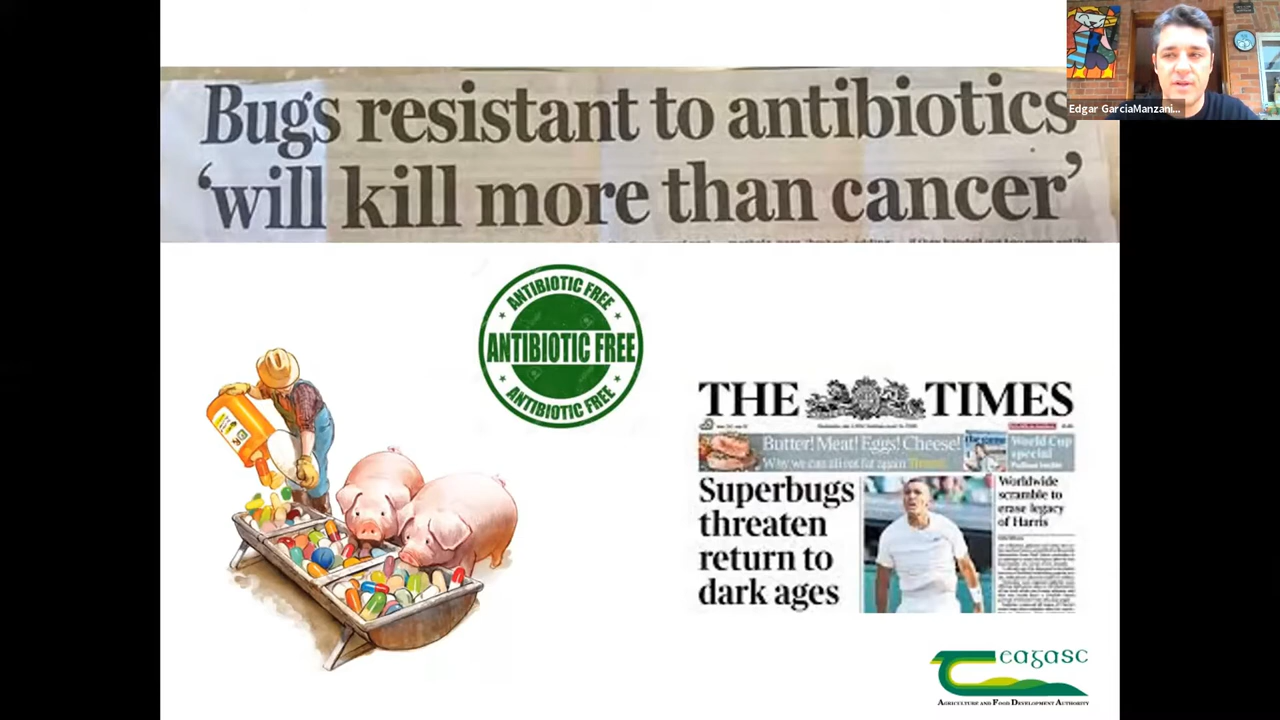 Edgar GarciaManzani...
Bugs resistant to antibiotics
‘will kill more than cancer’
ANTIBIOTIC FREE
ANTIBIOTIC FREE
ANTIBIOTIC FREE
THE TIMES
Butter! Meat! Eggs! Cheese!
Why we can all eat fat again
World Cup
special
Superbugs
threaten
return to
dark ages
Worldwide
scramble to
erase legacy
of Harris
Teagasc
AGRICULTURE AND FOOD DEVELOPMENT AUTHORITY